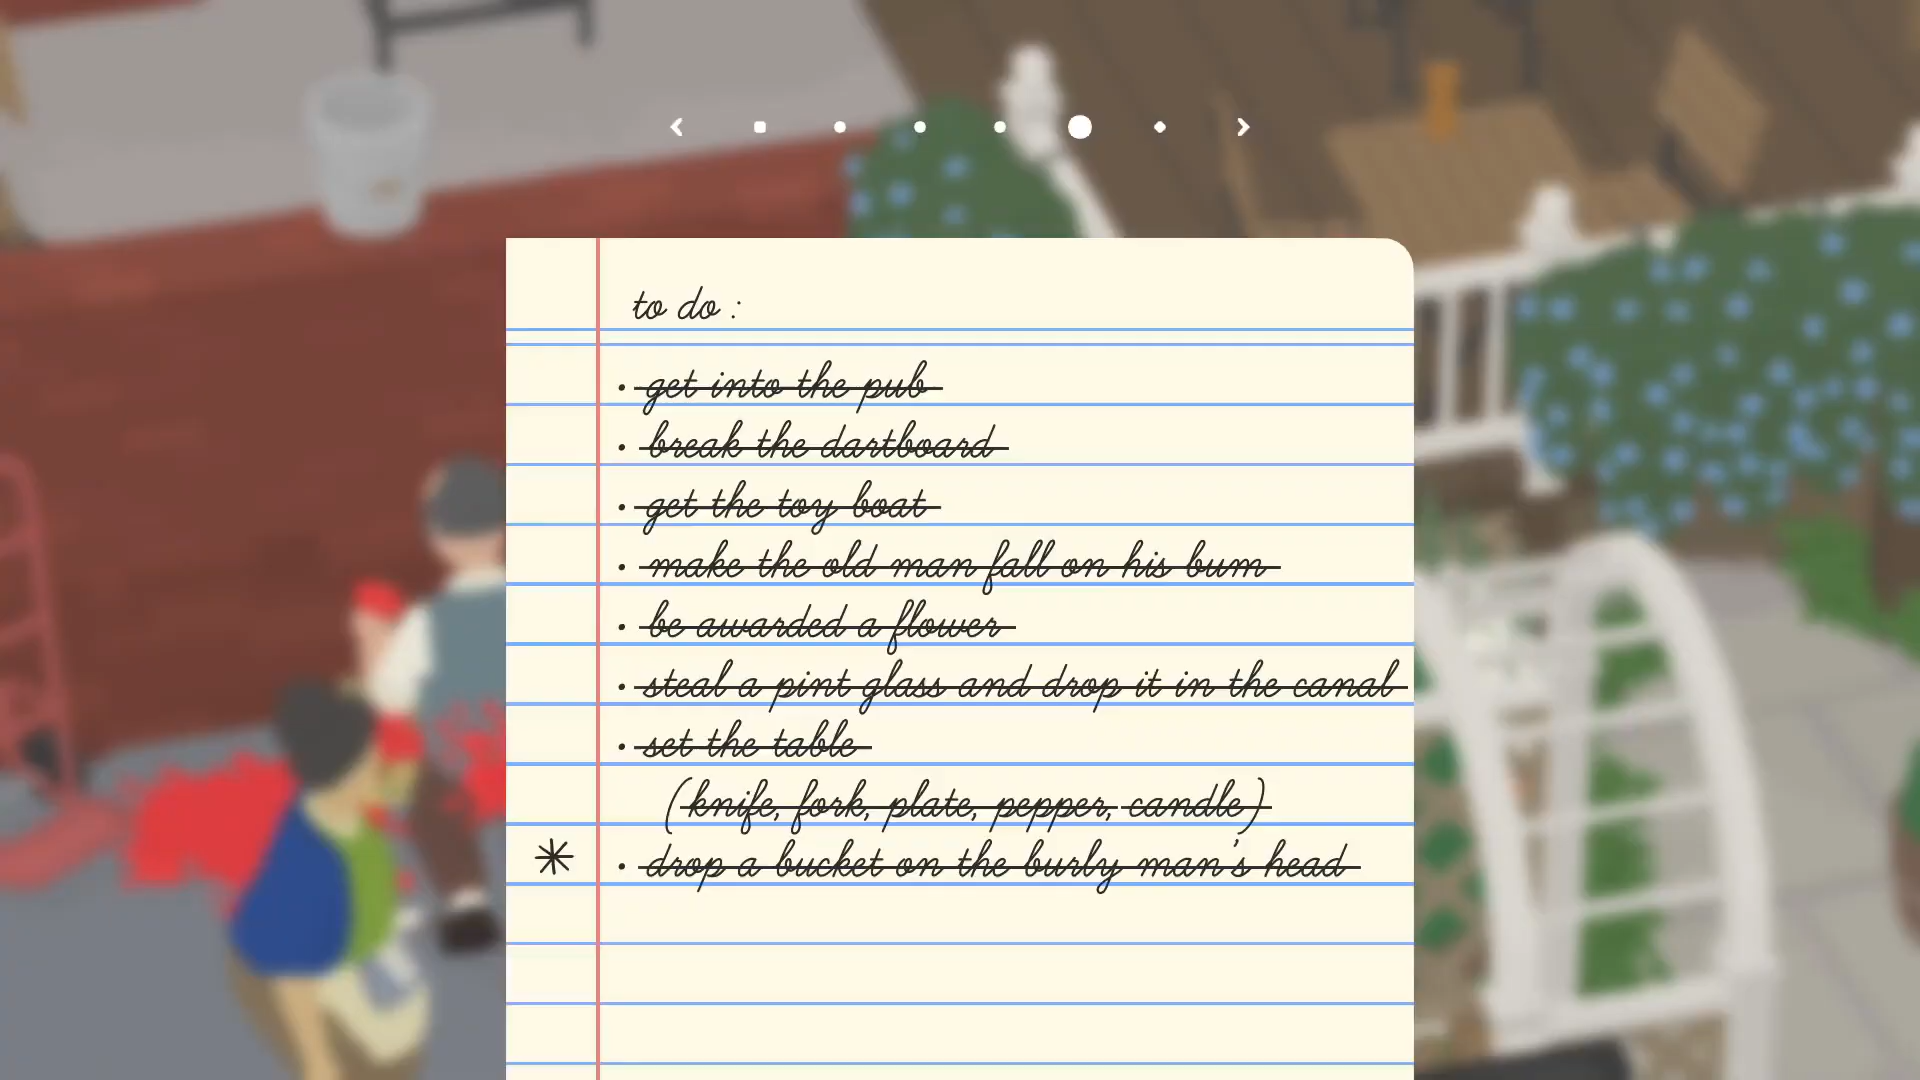 to do :
• get into the pub
• break the dartboard
• get the toy boat
• make the old man fall on his bum
• be awarded a flower
• steal a pint glass and drop it in the canal
• set the table
(knife, fork, plate, pepper, candle)
* • drop a bucket on the burly man's head